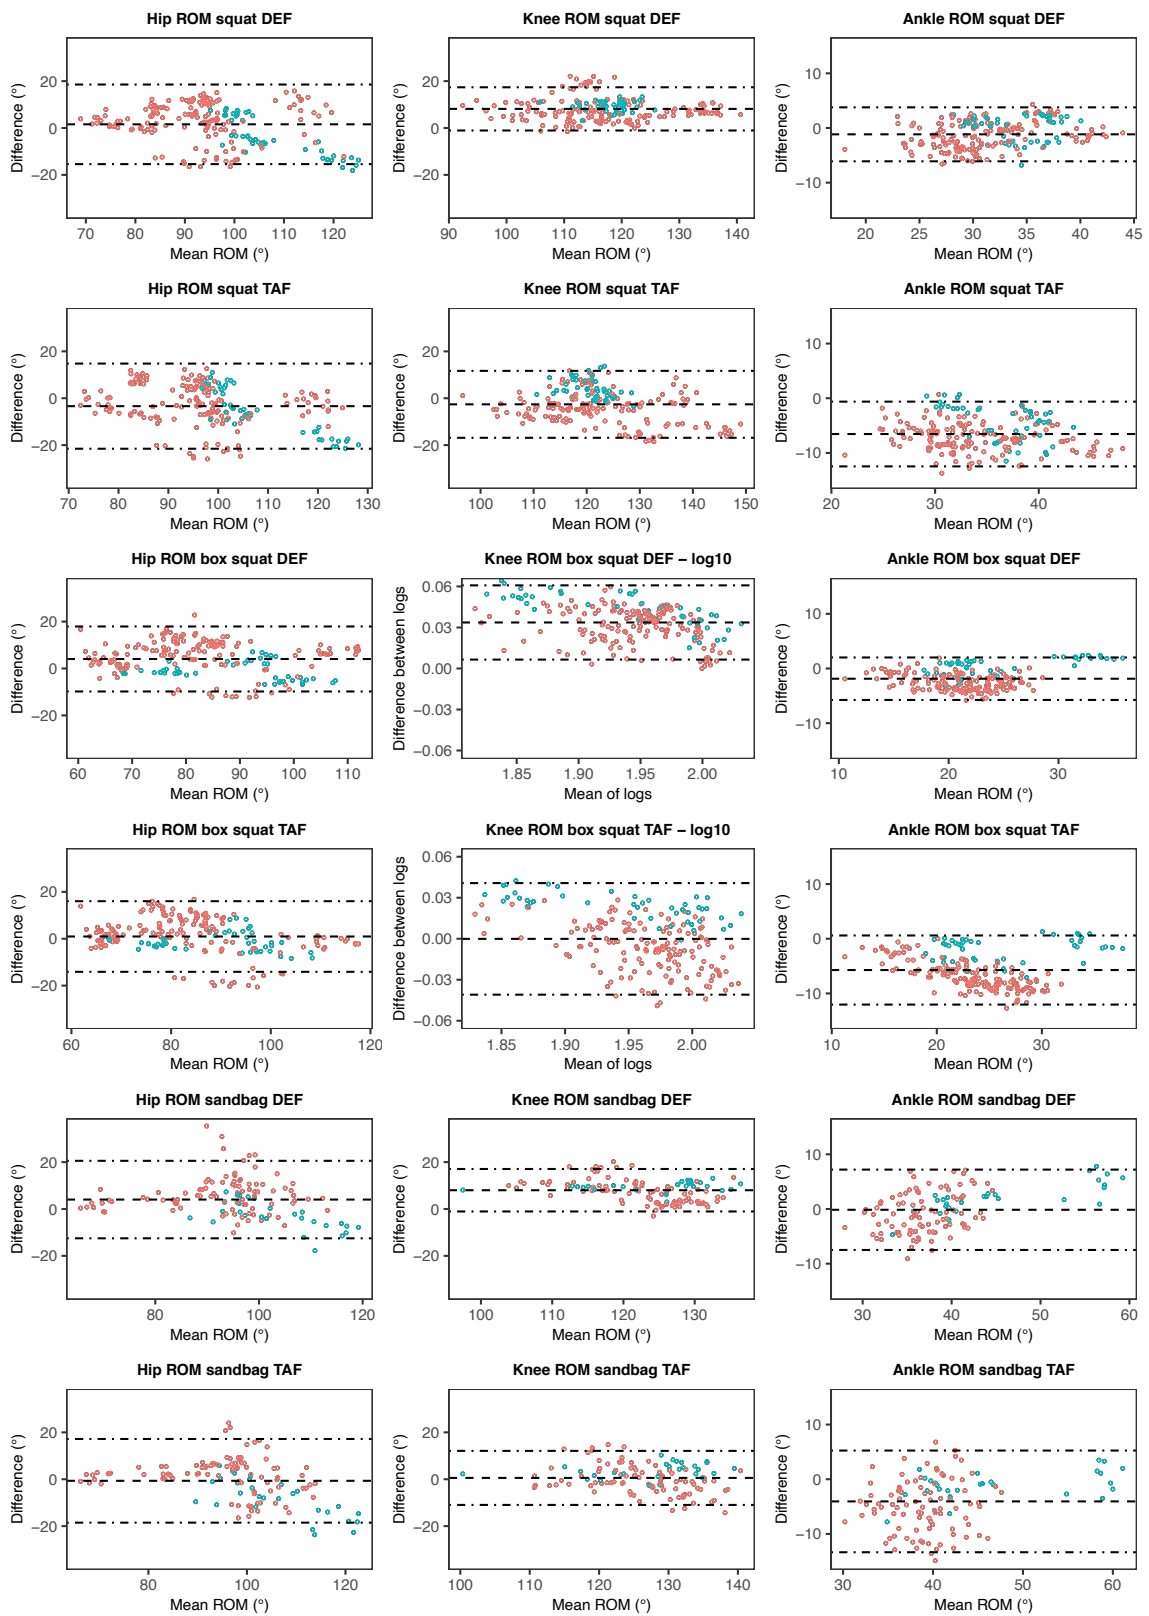 Hip ROM squat DEF
Knee ROM squat DEF
Ankle ROM squat DEF
Difference (°)
20
0
−20
70 80 90 100 110 120
Mean ROM (°)
Difference (°)
20
0
−20
90 100 110 120 130 140
Mean ROM (°)
Difference (°)
10
0
−10
20 25 30 35 40 45
Mean ROM (°)
Hip ROM squat TAF
Knee ROM squat TAF
Ankle ROM squat TAF
Difference (°)
20
0
−20
70 80 90 100 110 120 130
Mean ROM (°)
Difference (°)
20
0
−20
100 110 120 130 140 150
Mean ROM (°)
Difference (°)
10
0
−10
20 30 40
Mean ROM (°)
Hip ROM box squat DEF
Knee ROM box squat DEF − log10
Ankle ROM box squat DEF
Difference (°)
20
0
−20
60 70 80 90 100 110
Mean ROM (°)
Difference between logs
0.06
0.03
0.00
−0.03
−0.06
1.85 1.90 1.95 2.00
Mean of logs
Difference (°)
10
0
−10
10 20 30
Mean ROM (°)
Hip ROM box squat TAF
Knee ROM box squat TAF − log10
Ankle ROM box squat TAF
Difference (°)
20
0
−20
60 80 100 120
Mean ROM (°)
Difference between logs
0.06
0.03
0.00
−0.03
−0.06
1.85 1.90 1.95 2.00
Mean of logs
Difference (°)
10
0
−10
10 20 30
Mean ROM (°)
Hip ROM sandbag DEF
Knee ROM sandbag DEF
Ankle ROM sandbag DEF
Difference (°)
20
0
−20
80 100 120
Mean ROM (°)
Difference (°)
20
0
−20
100 110 120 130
Mean ROM (°)
Difference (°)
10
0
−10
30 40 50 60
Mean ROM (°)
Hip ROM sandbag TAF
Knee ROM sandbag TAF
Ankle ROM sandbag TAF
Difference (°)
20
0
−20
80 100 120
Mean ROM (°)
Difference (°)
20
0
−20
100 110 120 130 140
Mean ROM (°)
Difference (°)
10
0
−10
30 40 50 60
Mean ROM (°)